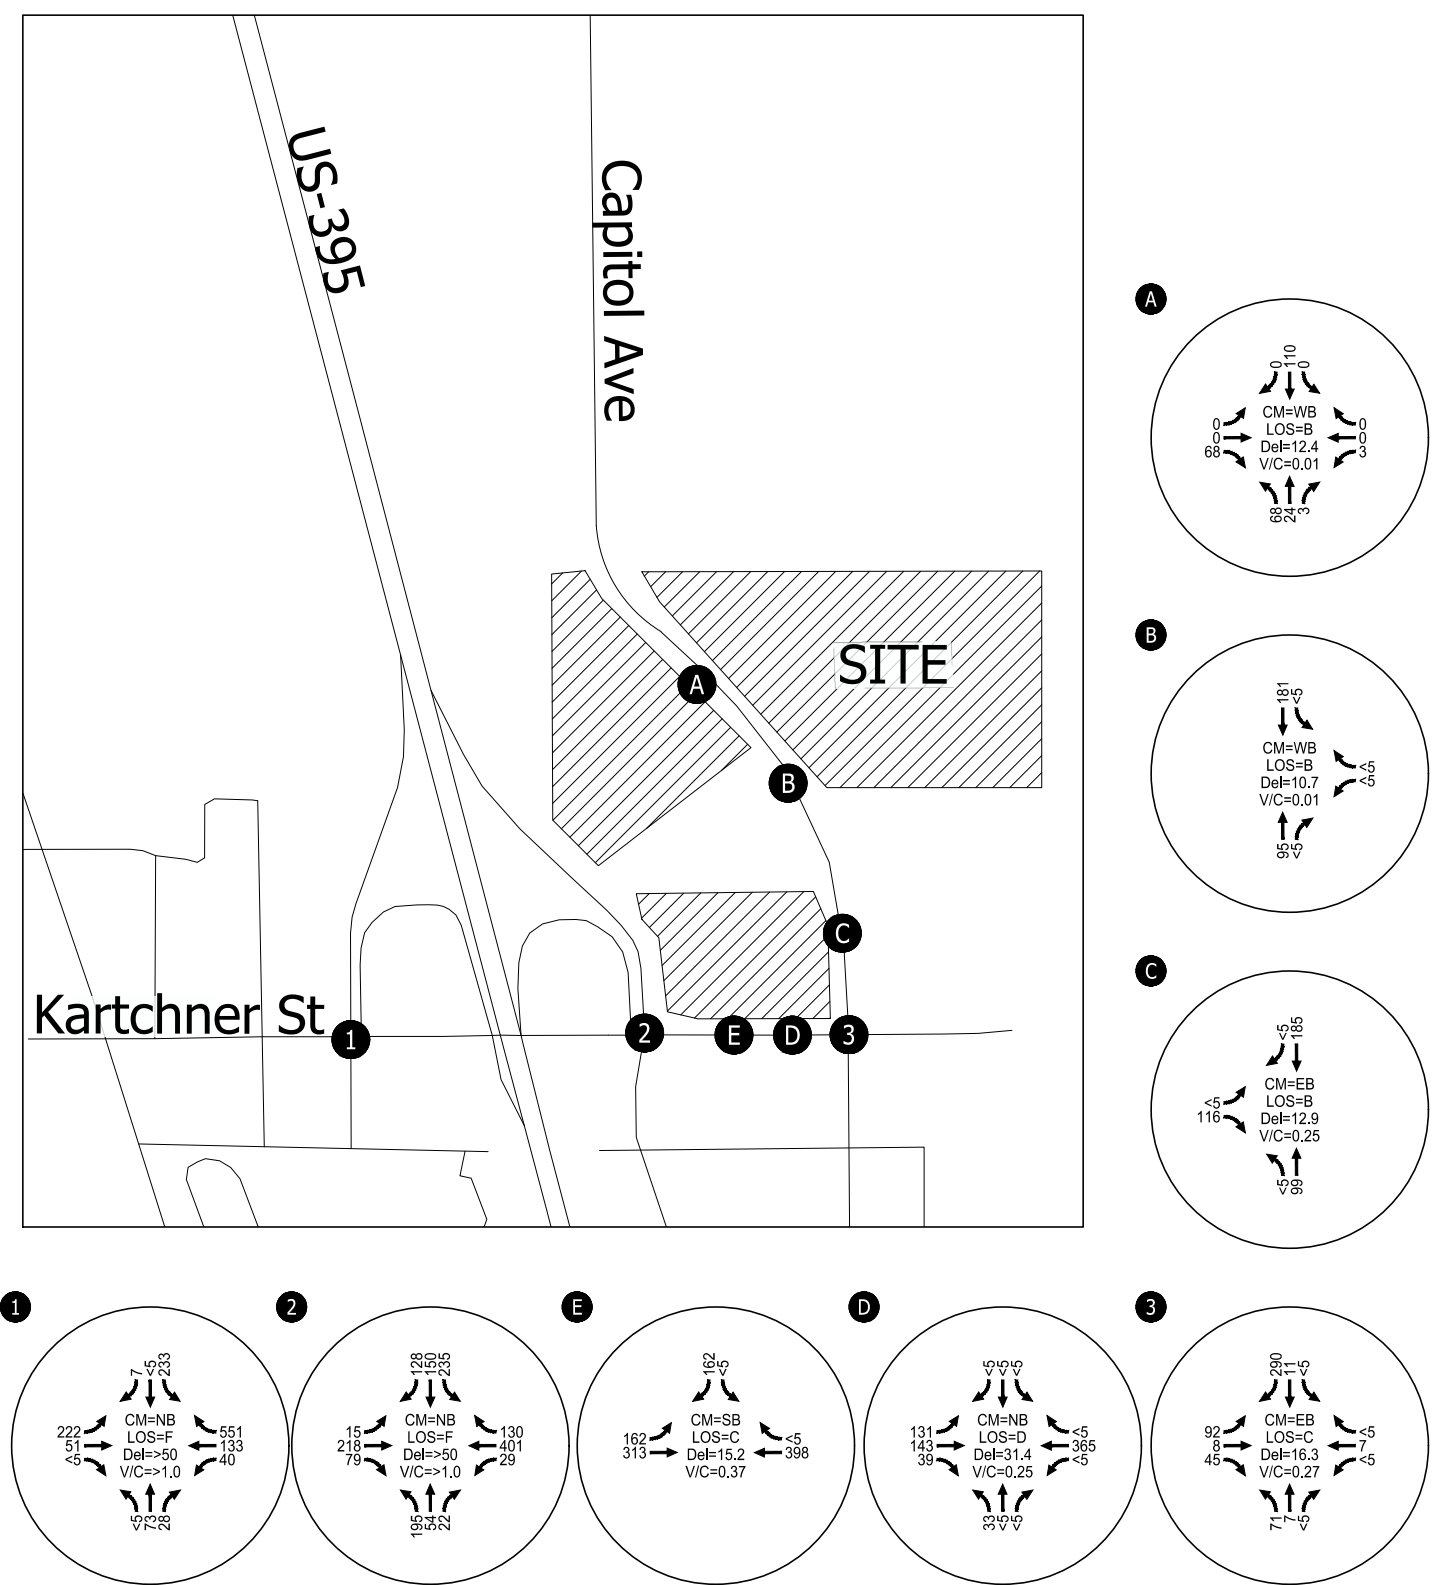 US-395
Capitol Ave
SITE
Kartchner St
A
B
C
1
2
E
D
3
A
0
110
0
CM=WB
LOS=B
Del=12.4
V/C=0.01
0
0
68
0
0
3
68
24
3
B
181
<5
CM=WB
LOS=B
Del=10.7
V/C=0.01
<5
<5
95
<5
C
<5
185
CM=EB
LOS=B
Del=12.9
V/C=0.25
<5
116
<5
99
1
7
<5
233
CM=NB
LOS=F
Del=>50
V/C=>1.0
222
51
<5
551
133
40
<5
73
28
2
128
150
235
CM=NB
LOS=F
Del=>50
V/C=>1.0
15
218
79
130
401
29
195
54
22
E
162
<5
CM=SB
LOS=C
Del=15.2
V/C=0.37
162
313
<5
398
D
<5
<5
<5
CM=NB
LOS=D
Del=31.4
V/C=0.25
131
143
39
<5
365
<5
33
<5
<5
3
290
11
<5
CM=EB
LOS=C
Del=16.3
V/C=0.27
92
8
45
<5
7
<5
71
7
<5